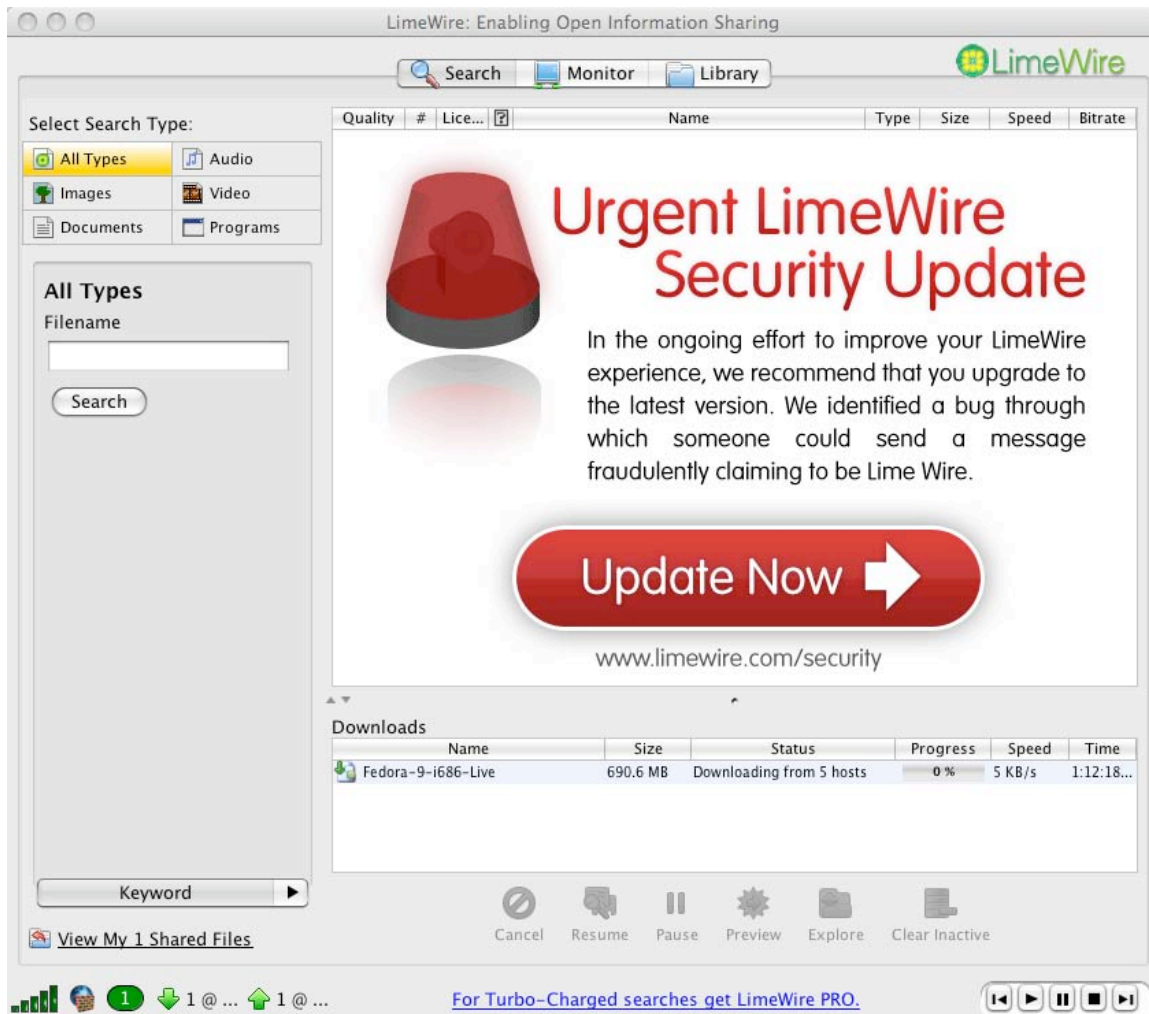 LimeWire: Enabling Open Information Sharing
Search Monitor Library
LimeWire
Select Search Type:
All Types Audio
Images Video
Documents Programs
All Types
Filename
Search
Keyword
View My 1 Shared Files
Quality # Lice... ? Name Type Size Speed Bitrate
Urgent LimeWire
Security Update
In the ongoing effort to improve your LimeWire
experience, we recommend that you upgrade to
the latest version. We identified a bug through
which someone could send a message
fraudulently claiming to be Lime Wire.
Update Now
www.limewire.com/security
Downloads
Name Size Status Progress Speed Time
Fedora-9-i686-Live 690.6 MB Downloading from 5 hosts 0 % 5 KB/s 1:12:18...
Cancel Resume Pause Preview Explore Clear Inactive
1 1 @ ... 1 @ ...
For Turbo-Charged searches get LimeWire PRO.